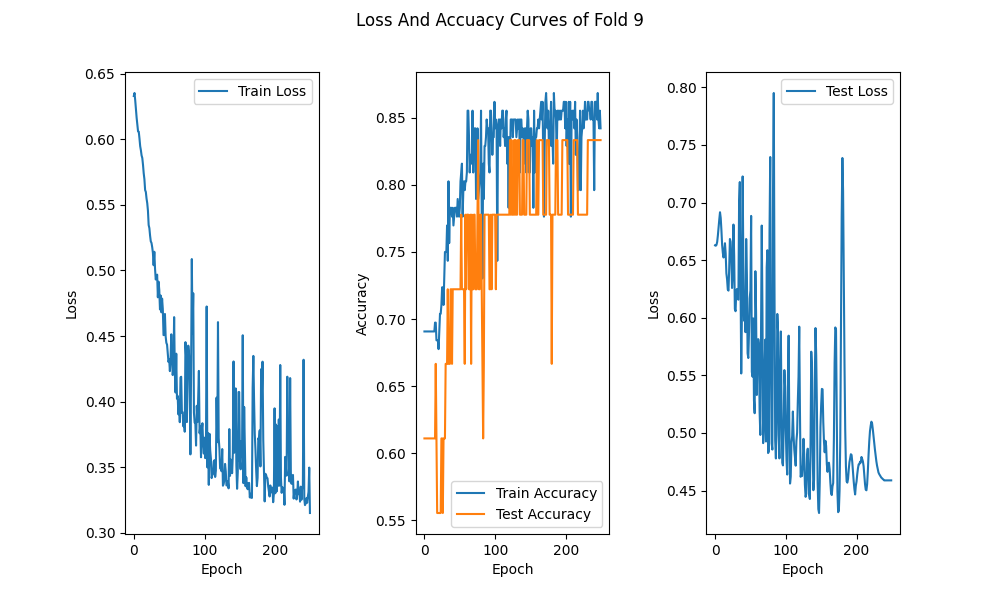 Loss And Accuacy Curves of Fold 9
Loss
0.65
0.60
0.55
0.50
0.45
0.40
0.35
0.30
Train Loss
0 100 200
Epoch
Accuracy
0.85
0.80
0.75
0.70
0.65
0.60
0.55
Train Accuracy
Test Accuracy
0 100 200
Epoch
Loss
0.80
0.75
0.70
0.65
0.60
0.55
0.50
0.45
Test Loss
0 100 200
Epoch